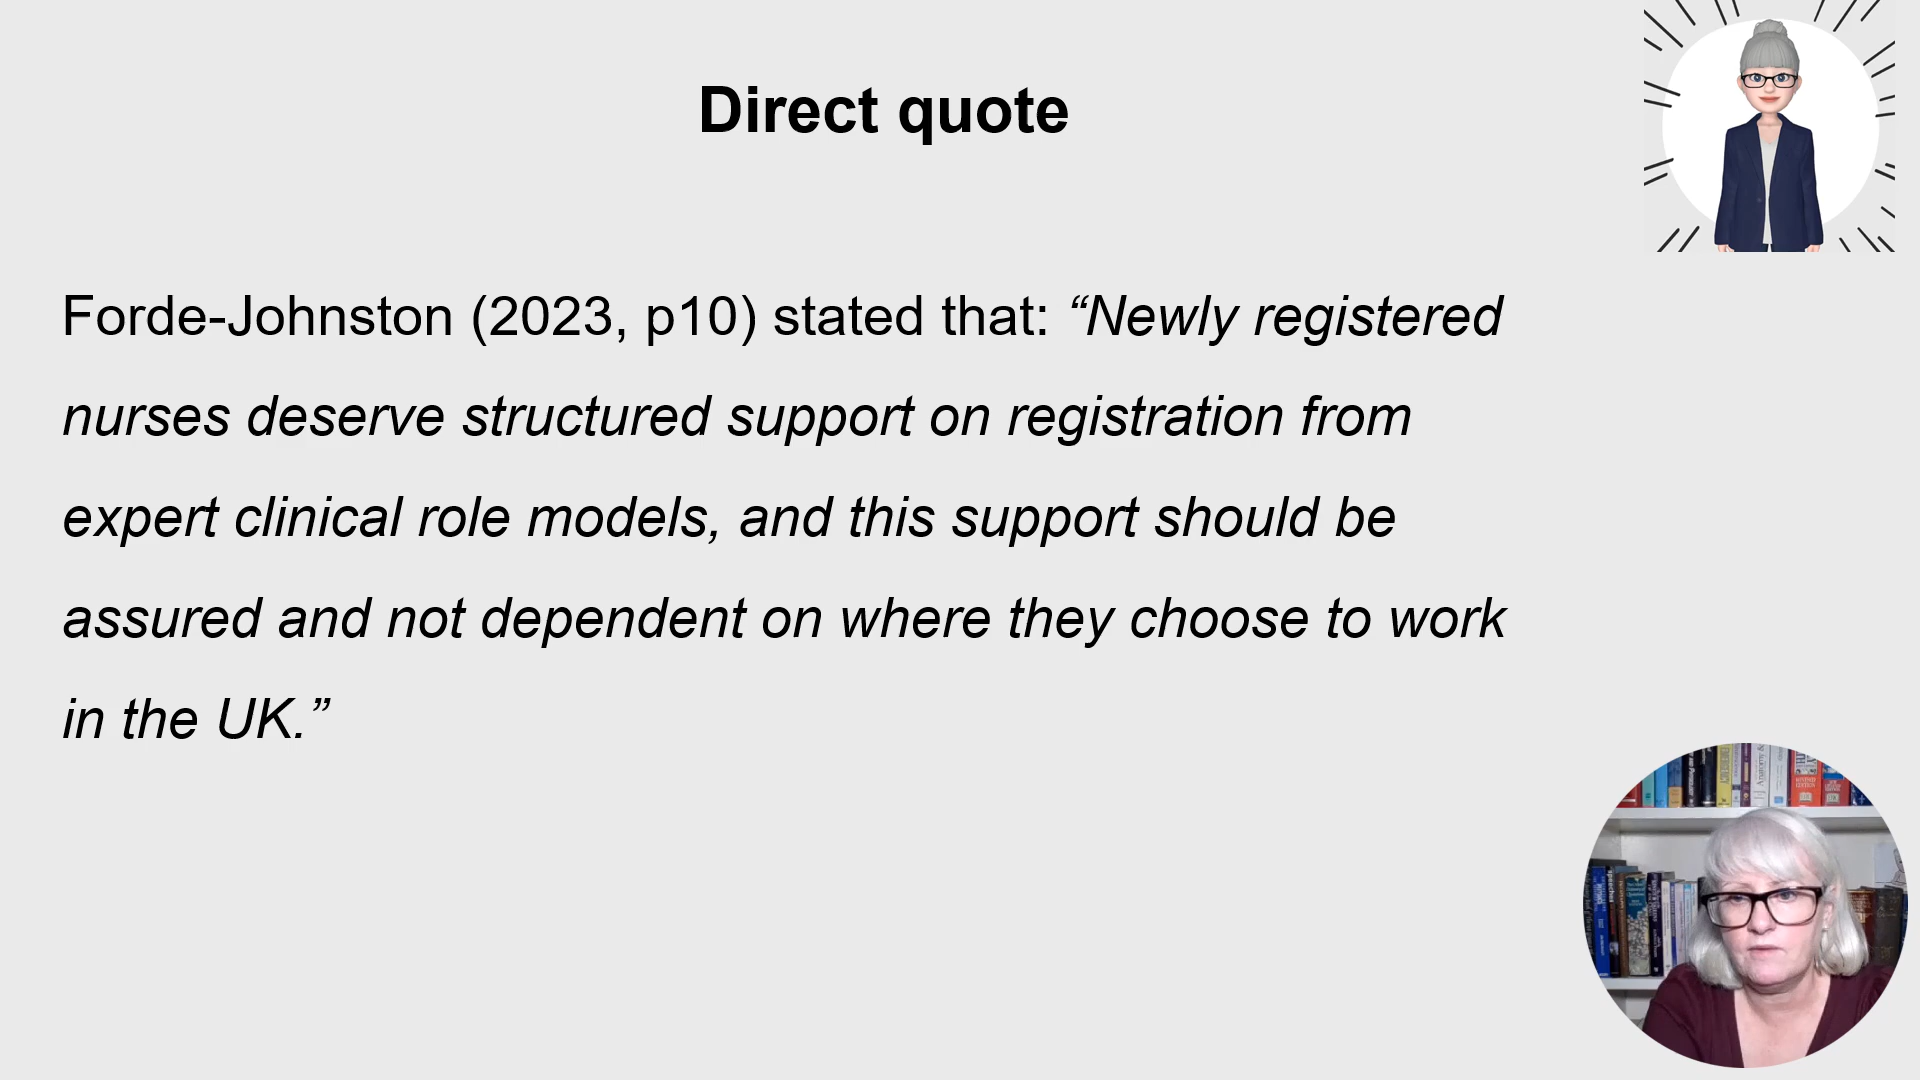 Direct quote
Forde-Johnston (2023, p10) stated that: “Newly registered
nurses deserve structured support on registration from
expert clinical role models, and this support should be
assured and not dependent on where they choose to work
in the UK.”